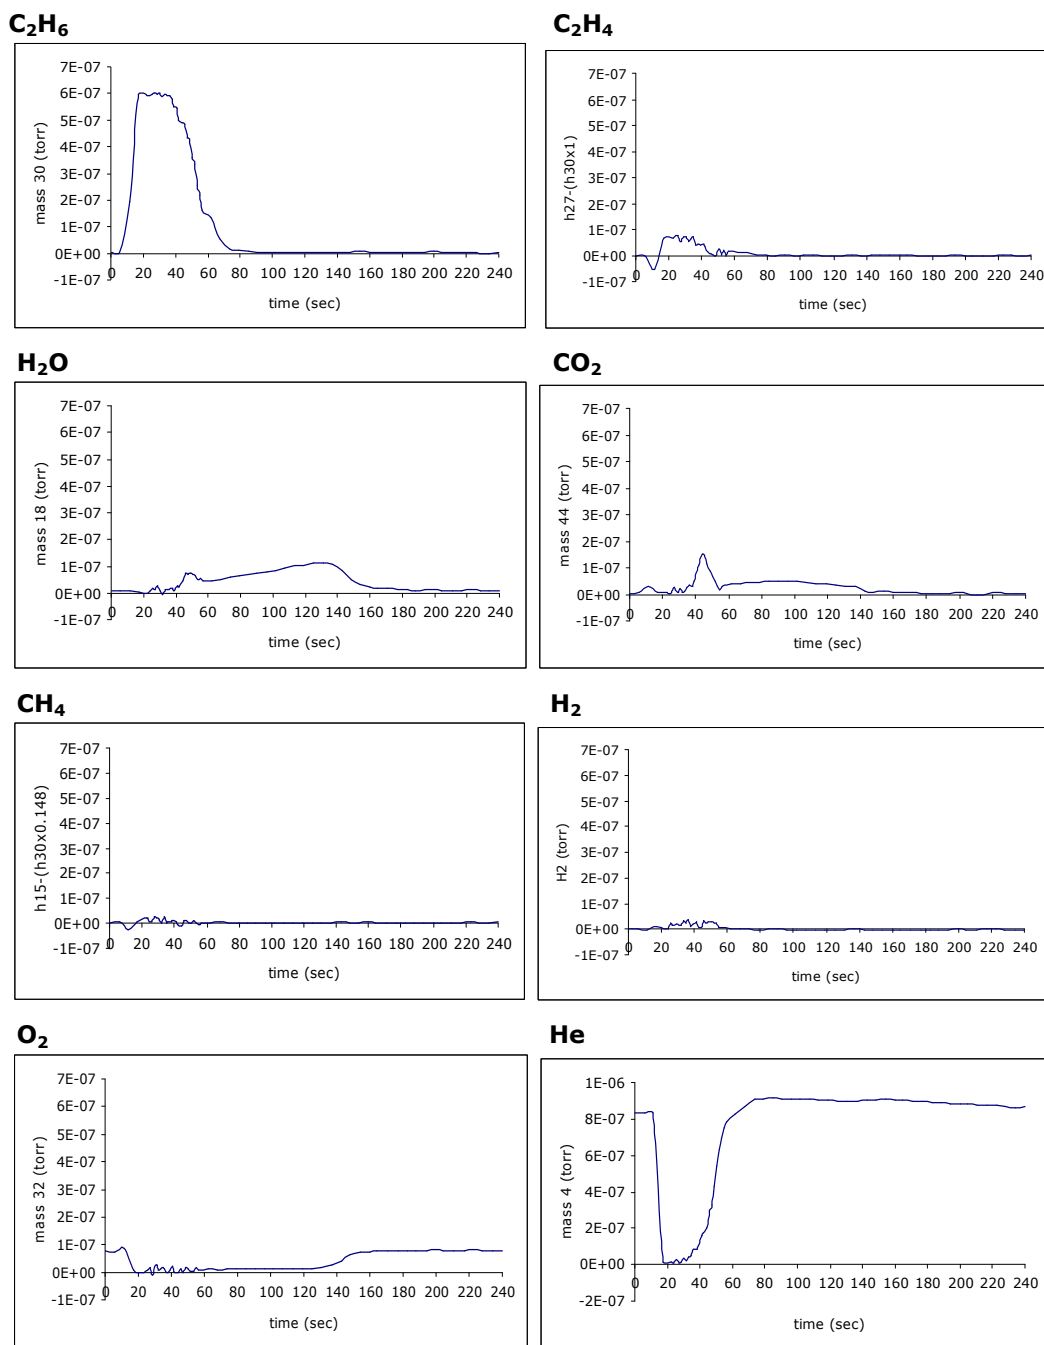 C₂H₆
7E-07
6E-07
5E-07
4E-07
3E-07
2E-07
1E-07
0E+00
-1E-07
0 20 40 60 80 100 120 140 160 180 200 220 240
mass 30 (torr)
time (sec)
C₂H₄
7E-07
6E-07
5E-07
4E-07
3E-07
2E-07
1E-07
0E+00
-1E-07
0 20 40 60 80 100 120 140 160 180 200 220 240
h27-(h30x1)
time (sec)
H₂O
7E-07
6E-07
5E-07
4E-07
3E-07
2E-07
1E-07
0E+00
-1E-07
0 20 40 60 80 100 120 140 160 180 200 220 240
mass 18 (torr)
time (sec)
CO₂
7E-07
6E-07
5E-07
4E-07
3E-07
2E-07
1E-07
0E+00
-1E-07
0 20 40 60 80 100 120 140 160 180 200 220 240
mass 44 (torr)
time (sec)
CH₄
7E-07
6E-07
5E-07
4E-07
3E-07
2E-07
1E-07
0E+00
-1E-07
0 20 40 60 80 100 120 140 160 180 200 220 240
h15-(h30x0.148)
time (sec)
H₂
7E-07
6E-07
5E-07
4E-07
3E-07
2E-07
1E-07
0E+00
-1E-07
0 20 40 60 80 100 120 140 160 180 200 220 240
H2 (torr)
time (sec)
O₂
7E-07
6E-07
5E-07
4E-07
3E-07
2E-07
1E-07
0E+00
-1E-07
0 20 40 60 80 100 120 140 160 180 200 220 240
mass 32 (torr)
time (sec)
He
1E-06
8E-07
6E-07
4E-07
2E-07
0E+00
-2E-07
0 20 40 60 80 100 120 140 160 180 200 220 240
mass 4 (torr)
time (sec)